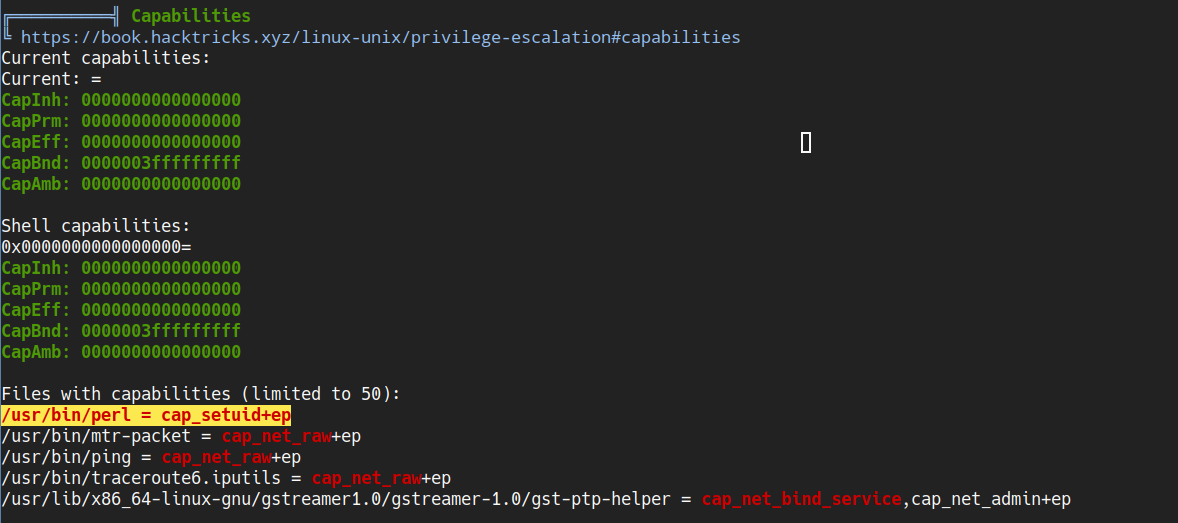 ╔══════════╣ Capabilities
╚ https://book.hacktricks.xyz/linux-unix/privilege-escalation#capabilities
Current capabilities:
Current: =
CapInh: 0000000000000000
CapPrm: 0000000000000000
CapEff: 0000000000000000
CapBnd: 0000003fffffffff
CapAmb: 0000000000000000

Shell capabilities:
0x0000000000000000=
CapInh: 0000000000000000
CapPrm: 0000000000000000
CapEff: 0000000000000000
CapBnd: 0000003fffffffff
CapAmb: 0000000000000000

Files with capabilities (limited to 50):
/usr/bin/perl = cap_setuid+ep
/usr/bin/mtr-packet = cap_net_raw+ep
/usr/bin/ping = cap_net_raw+ep
/usr/bin/traceroute6.iputils = cap_net_raw+ep
/usr/lib/x86_64-linux-gnu/gstreamer1.0/gstreamer-1.0/gst-ptp-helper = cap_net_bind_service,cap_net_admin+ep